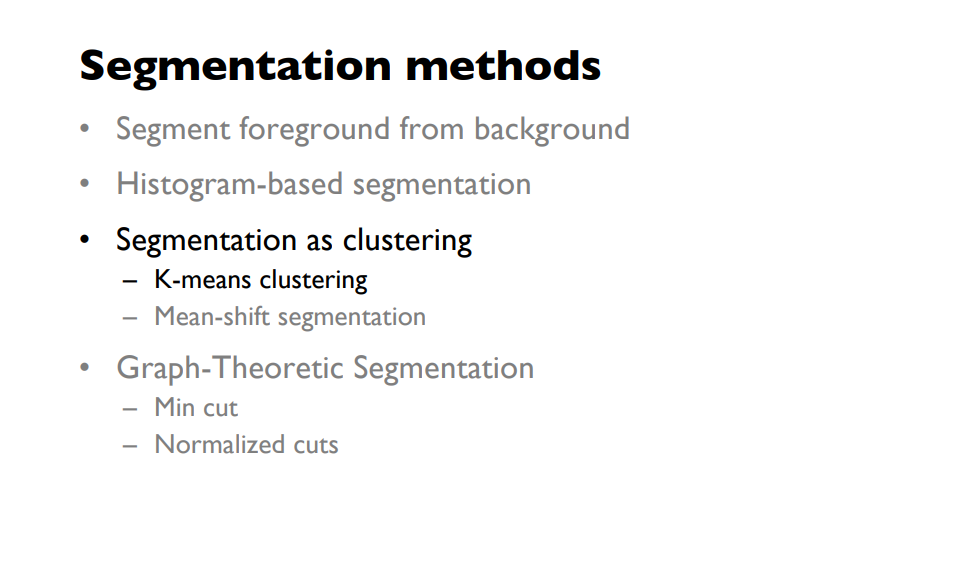 Segmentation methods
• Segment foreground from background
• Histogram-based segmentation
• Segmentation as clustering
– K-means clustering
– Mean-shift segmentation
• Graph-Theoretic Segmentation
– Min cut
– Normalized cuts